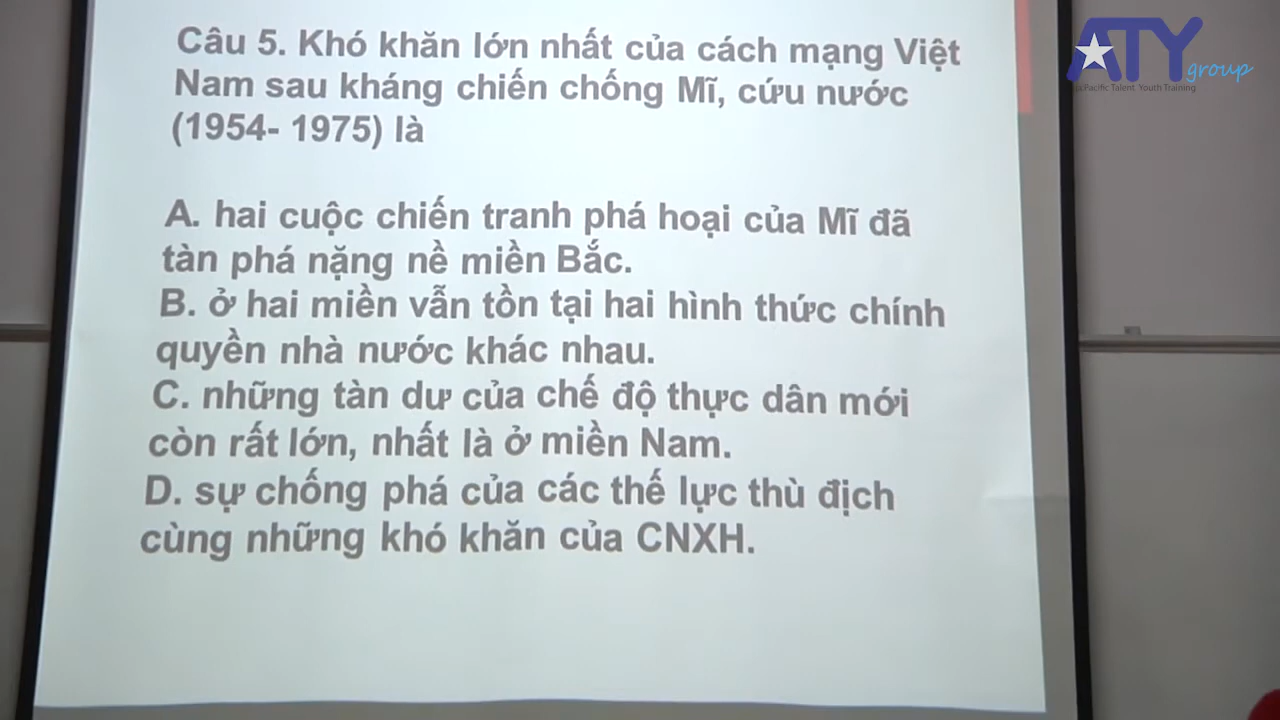 Câu 5. Khó khăn lớn nhất của cách mạng Việt
Nam sau kháng chiến chống Mĩ, cứu nước
(1954- 1975) là
A. hai cuộc chiến tranh phá hoại của Mĩ đã
tàn phá nặng nề miền Bắc.
B. ở hai miền vẫn tồn tại hai hình thức chính
quyền nhà nước khác nhau.
C. những tàn dư của chế độ thực dân mới
còn rất lớn, nhất là ở miền Nam.
D. sự chống phá của các thế lực thù địch
cùng những khó khăn của CNXH.
ATY
group
Pacific Talent Youth Training